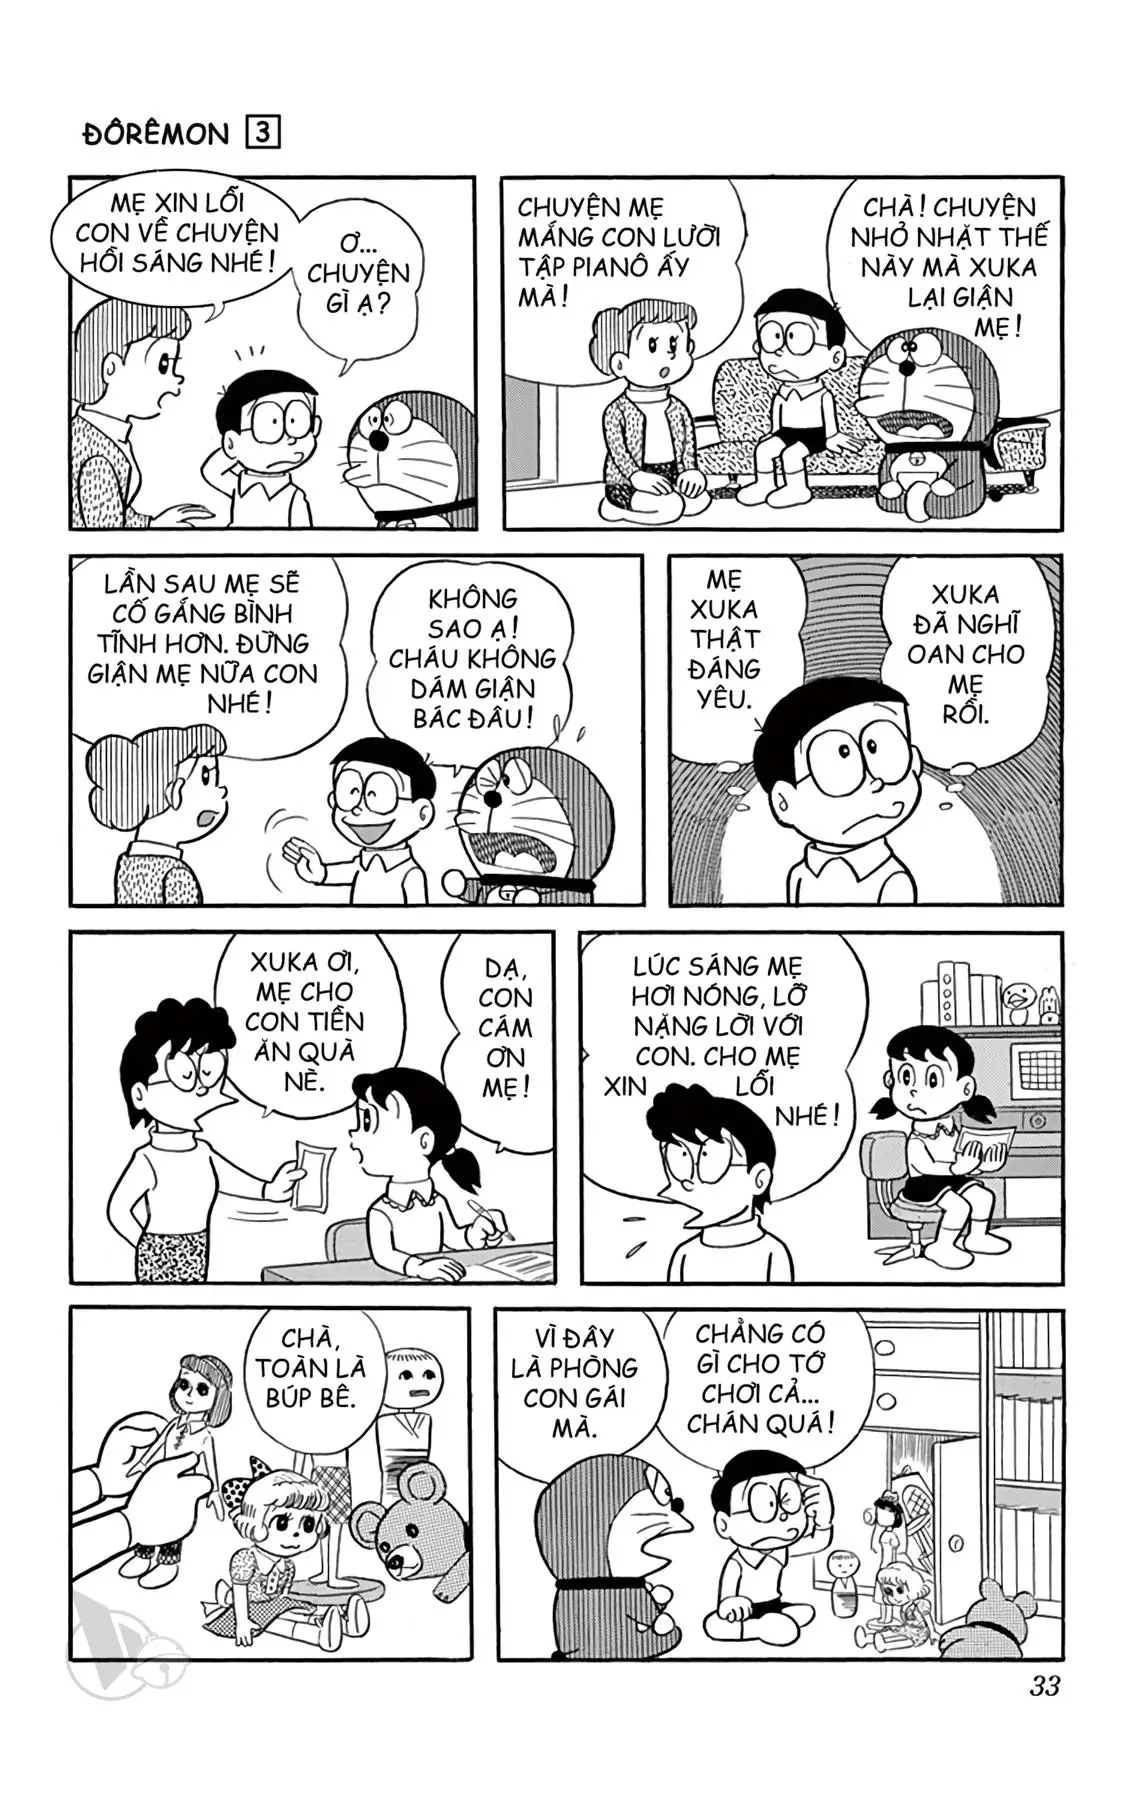 ĐÔRÊMON 3
MẸ XIN LỖI
CON VỀ CHUYỆN
HỒI SÁNG NHÉ!
Ơ...
CHUYỆN
GÌ Ạ?
CHUYỆN MẸ
MẮNG CON LƯỜI
TẬP PIANÔ ẤY
MÀ!
CHÀ! CHUYỆN
NHỎ NHẶT THẾ
NÀY MÀ XUKA
LẠI GIẬN
MẸ!
LẦN SAU MẸ SẼ
CỐ GẮNG BÌNH
TĨNH HƠN. ĐỪNG
GIẬN MẸ NỮA CON
NHÉ!
KHÔNG
SAO Ạ!
CHÁU KHÔNG
DÁM GIẬN
BÁC ĐÂU!
MẸ
XUKA
THẬT
ĐÁNG
YÊU.
XUKA
ĐÃ NGHĨ
OAN CHO
MẸ
RỒI.
XUKA ƠI,
MẸ CHO
CON TIỀN
ĂN QUÀ
NÈ.
DẠ,
CON
CÁM
ƠN
MẸ!
LÚC SÁNG MẸ
HƠI NÓNG, LỠ
NẶNG LỜI VỚI
CON. CHO MẸ
XIN LỖI
NHÉ!
CHÀ,
TOÀN LÀ
BÚP BÊ.
VÌ ĐÂY
LÀ PHÒNG
CON GÁI
MÀ.
CHẲNG CÓ
GÌ CHO TỚ
CHƠI CẢ...
CHÁN QUÁ!
33